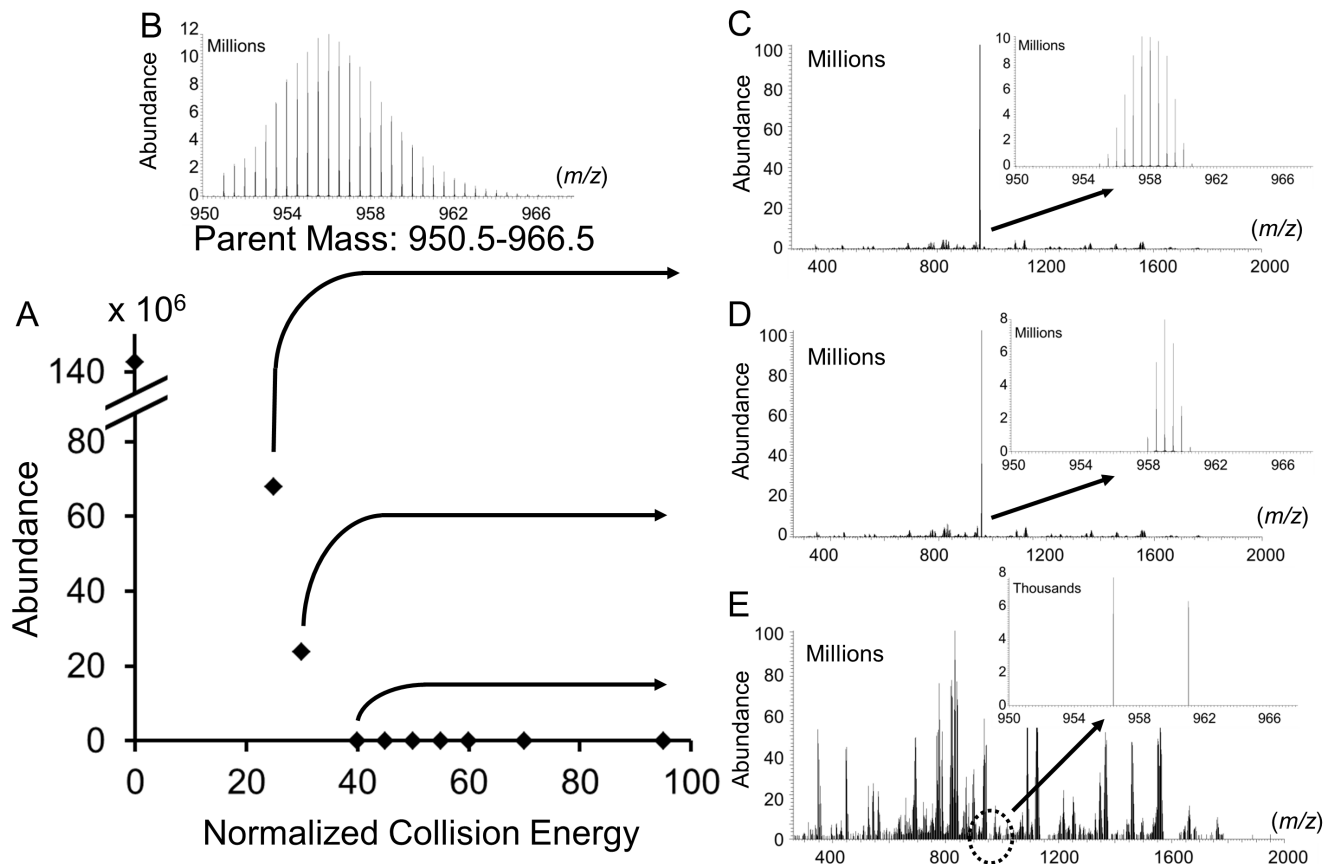 B
12
10
8
6
4
2
0
Abundance
Millions
(m/z)
950 954 958 962 966
Parent Mass: 950.5-966.5
A
x 10⁶
140
80
60
40
20
0
Abundance
0 20 40 60 80 100
Normalized Collision Energy
C
100
80
60
40
20
0
Abundance
Millions
400 800 1200 1600 2000
(m/z)
10
8
6
4
2
0
Millions
950 954 958 962 966
D
100
80
60
40
20
0
Abundance
Millions
400 800 1200 1600 2000
(m/z)
8
6
4
2
0
Millions
950 954 958 962 966
E
100
80
60
40
20
0
Abundance
Millions
400 800 1200 1600 2000
(m/z)
8
6
4
2
0
Thousands
950 954 958 962 966